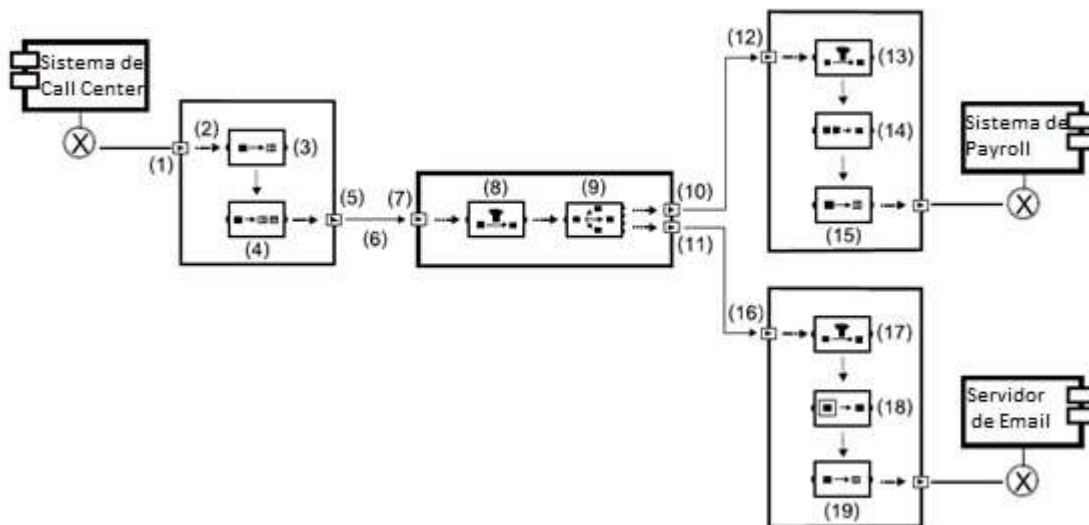 Sistema de
Call Center
X
(1)
(2)
(3)
(4)
(5)
(6)
(7)
(8)
(9)
(10)
(11)
(12)
(13)
(14)
(15)
Sistema de
Payroll
X
(16)
(17)
(18)
(19)
Servidor
de Email
X